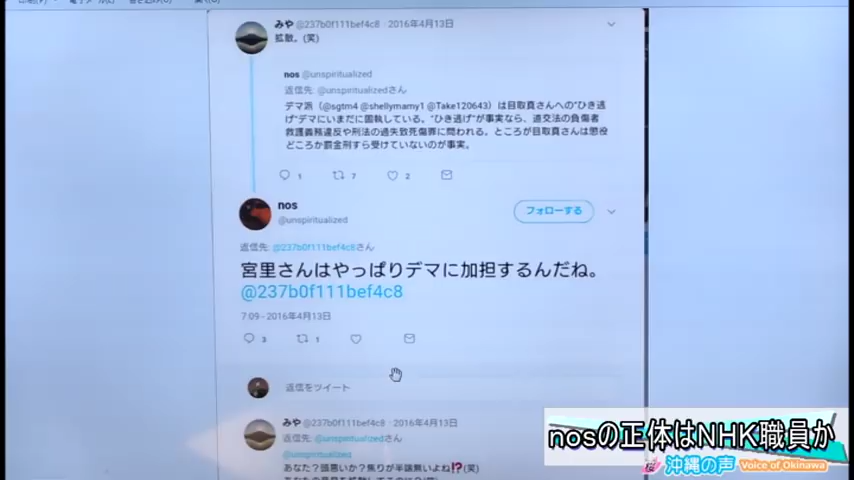 みや @237b0f111bef4c8 · 2016年4月13日
拡散。(笑)
nos @unspiritualized
返信先: @unspiritualizedさん
デマ派（@sgtm4 @shellymamy1 @Take120643）は目取真さんへの"ひき逃
げ"デマにいまだに固執している。"ひき逃げ"が事実なら、道交法の負傷者
救護義務違反や刑法の過失致死傷罪に問われる。ところが目取真さんは懲役
どころか罰金刑すら受けていないのが事実。
1 7 2
nos
@unspiritualized
フォローする
返信先: @237b0f111bef4c8さん
宮里さんはやっぱりデマに加担するんだね。
@237b0f111bef4c8
7:09 - 2016年4月13日
3 1
返信をツイート
みや @237b0f111bef4c8 · 2016年4月13日
返信先: @unspiritualizedさん
@unspiritualized
あなた？頭悪いか？焦りが半端無いよね⁉(笑)
nosの正体はNHK職員か
沖縄の声 Voice of Okinawa